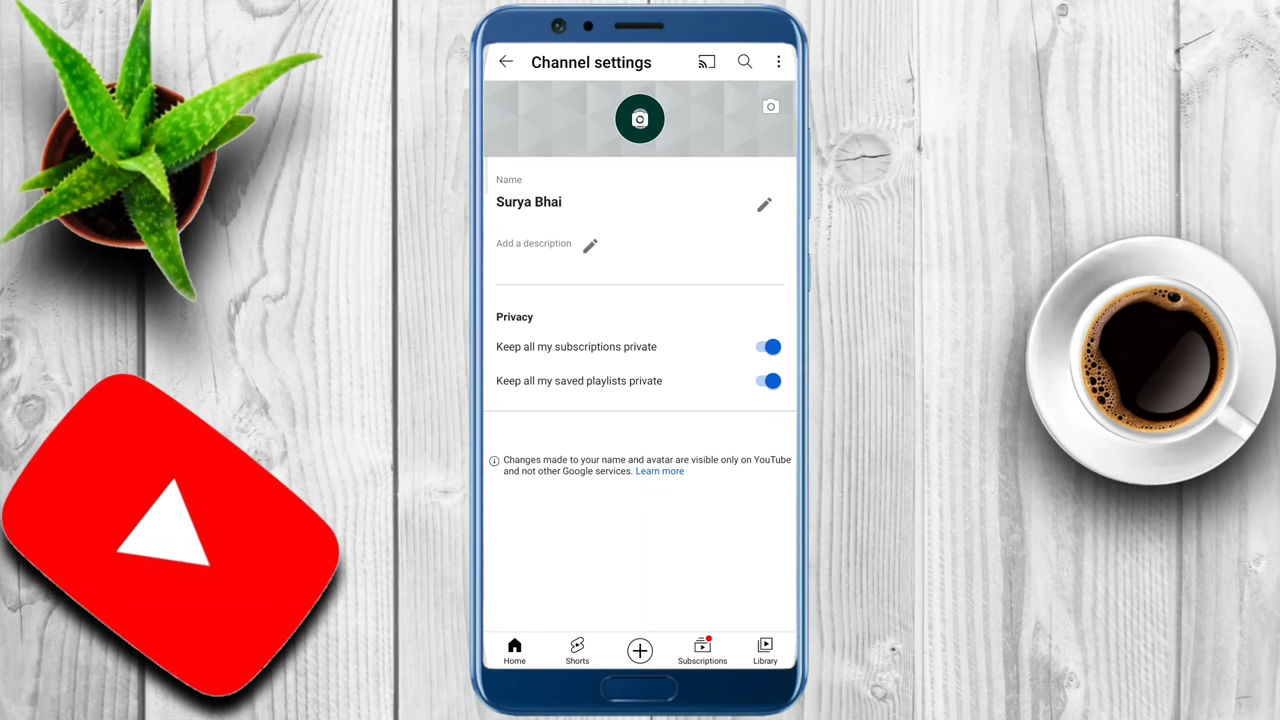 Channel settings
Name
Surya Bhai
Add a description
Privacy
Keep all my subscriptions private
Keep all my saved playlists private
Changes made to your name and avatar are visible only on YouTube
and not other Google services. Learn more
Home Shorts Subscriptions Library